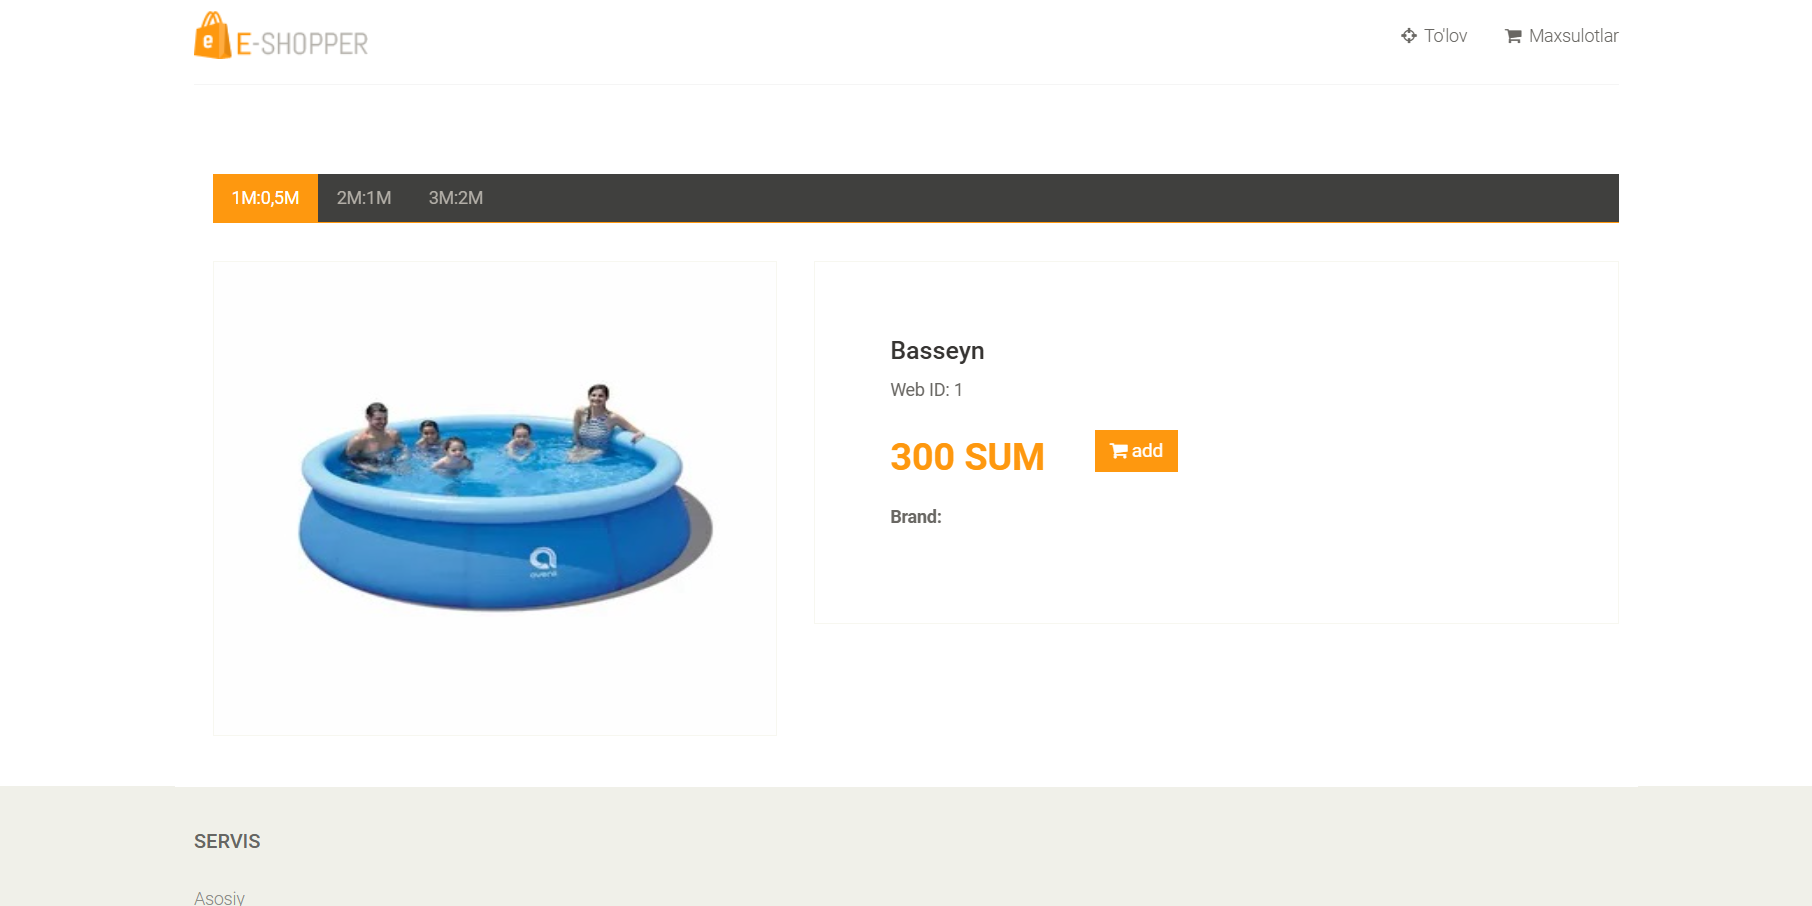 e E-SHOPPER
To'lov Maxsulotlar
1M:0,5M 2M:1M 3M:2M
Basseyn
Web ID: 1
300 SUM add
Brand:
avenli
SERVIS
Asosiy